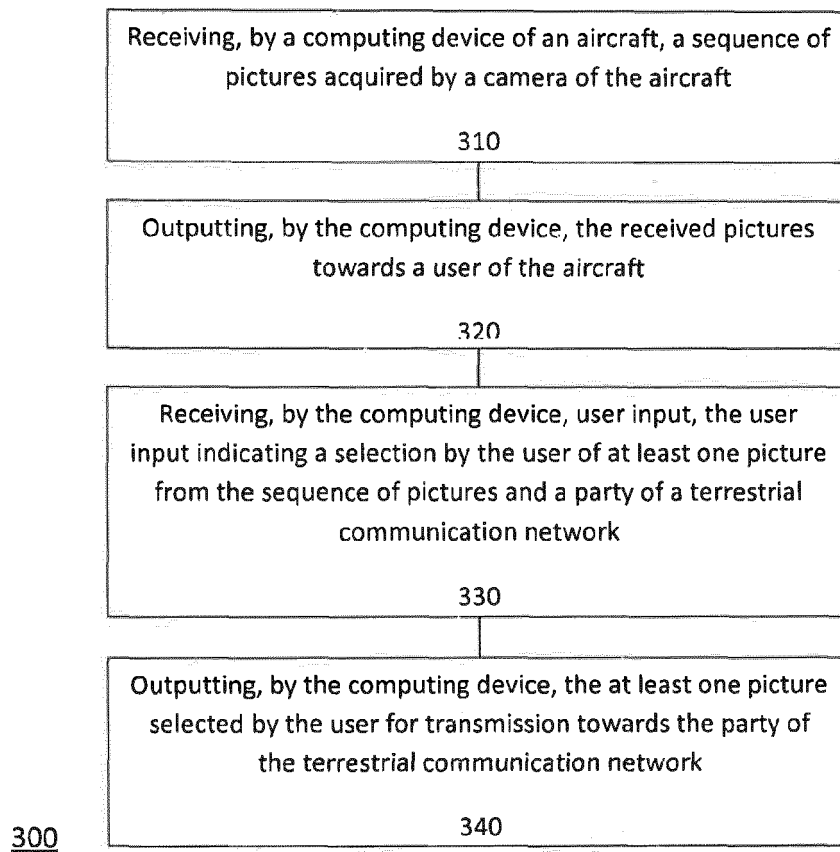 Receiving, by a computing device of an aircraft, a sequence of
pictures acquired by a camera of the aircraft
310
Outputting, by the computing device, the received pictures
towards a user of the aircraft
320
Receiving, by the computing device, user input, the user
input indicating a selection by the user of at least one picture
from the sequence of pictures and a party of a terrestrial
communication network
330
Outputting, by the computing device, the at least one picture
selected by the user for transmission towards the party of
the terrestrial communication network
340
300